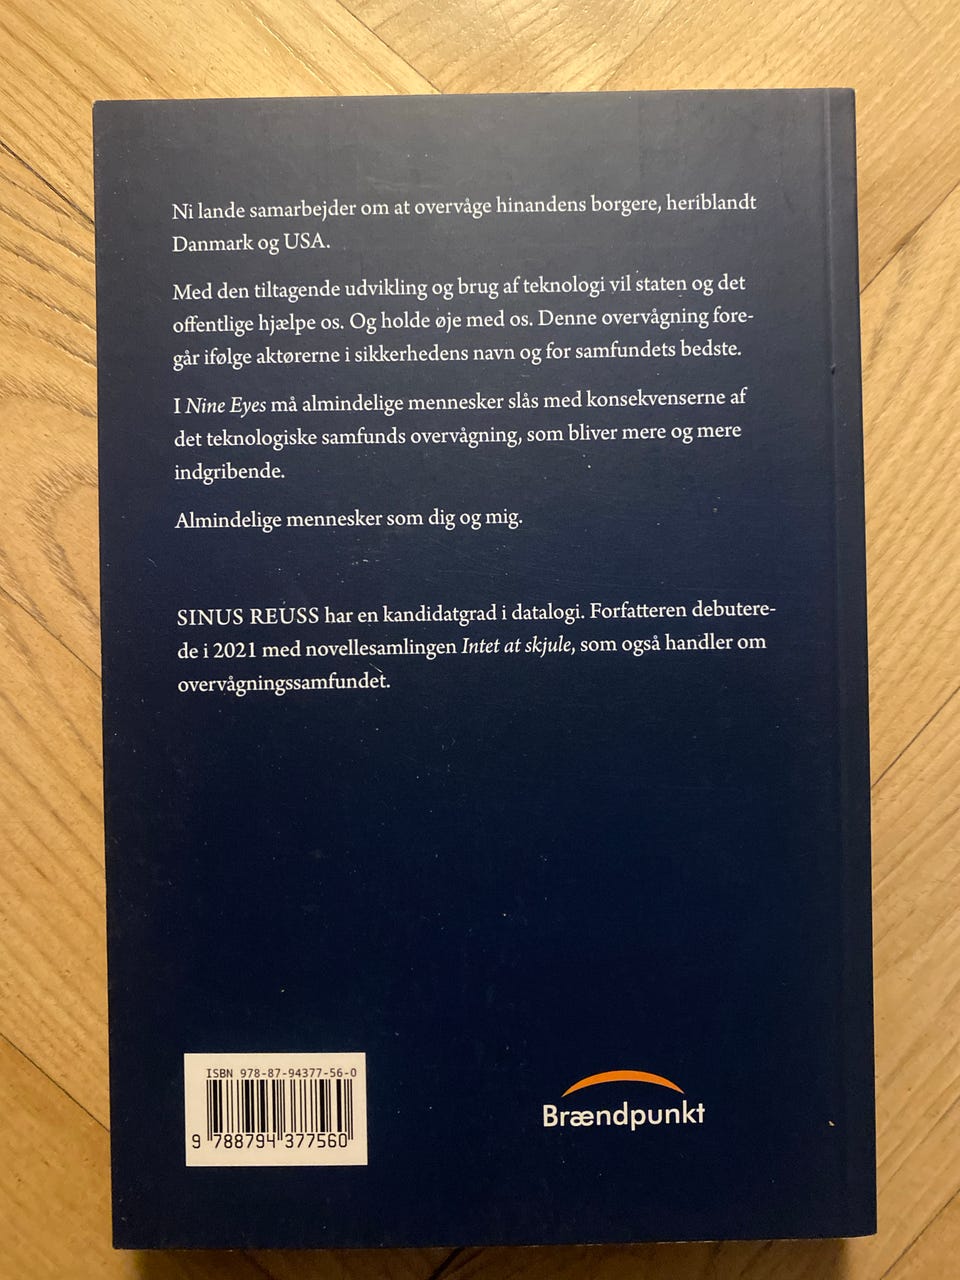 Ni lande samarbejder om at overvåge hinandens borgere, heriblandt
Danmark og USA.
Med den tiltagende udvikling og brug af teknologi vil staten og det
offentlige hjælpe os. Og holde øje med os. Denne overvågning fore-
går ifølge aktørerne i sikkerhedens navn og for samfundets bedste.
I Nine Eyes må almindelige mennesker slås med konsekvenserne af
det teknologiske samfunds overvågning, som bliver mere og mere
indgribende.
Almindelige mennesker som dig og mig.
SINUS REUSS har en kandidatgrad i datalogi. Forfatteren debutere-
de i 2021 med novellesamlingen Intet at skjule, som også handler om
overvågningssamfundet.
ISBN 978-87-94377-56-0
9 788794 377560
Brændpunkt